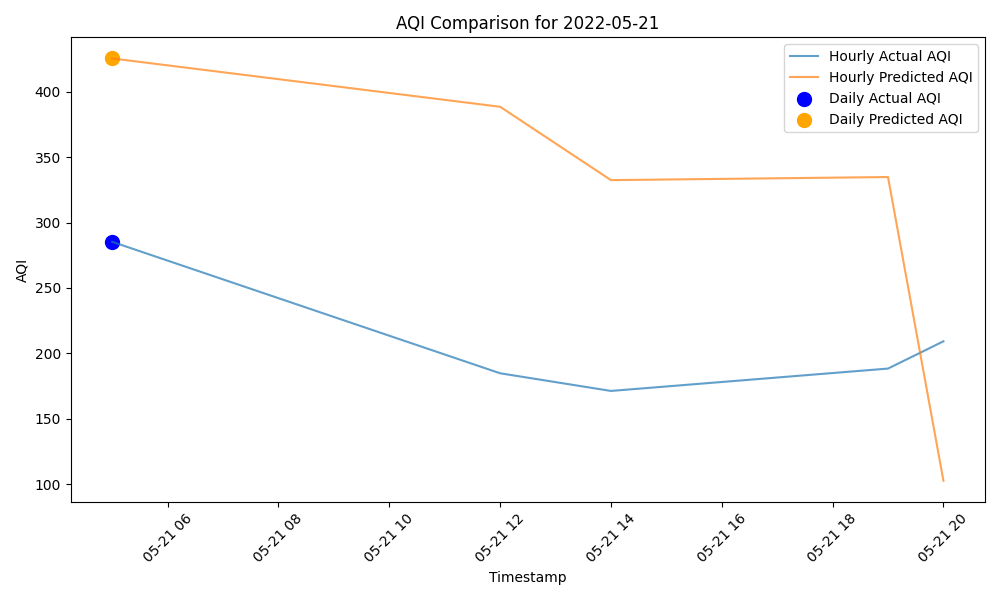 AQI Comparison for 2022-05-21
Hourly Actual AQI
Hourly Predicted AQI
Daily Actual AQI
Daily Predicted AQI
AQI
400
350
300
250
200
150
100
05-21 06
05-21 08
05-21 10
05-21 12
05-21 14
05-21 16
05-21 18
05-21 20
Timestamp